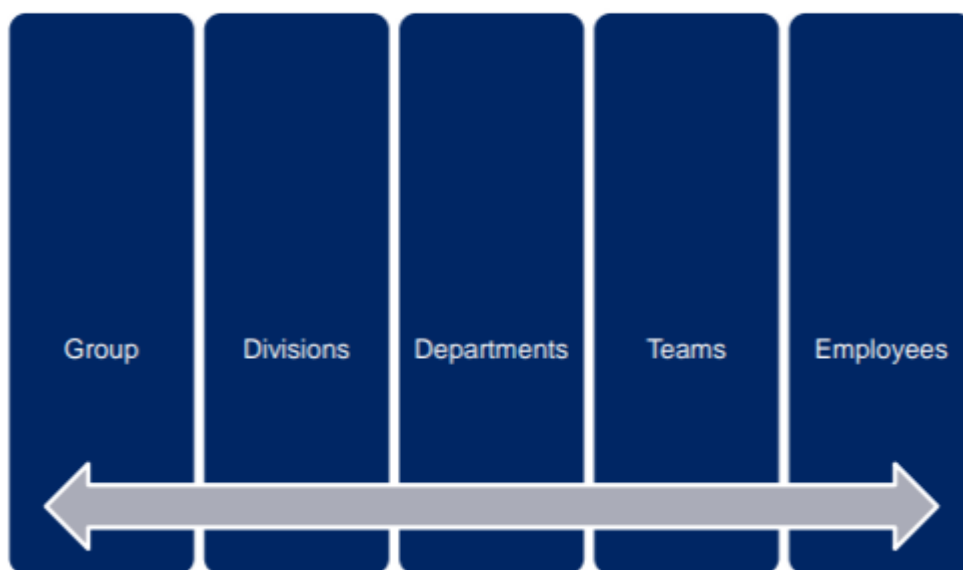 Group
Divisions
Departments
Teams
Employees